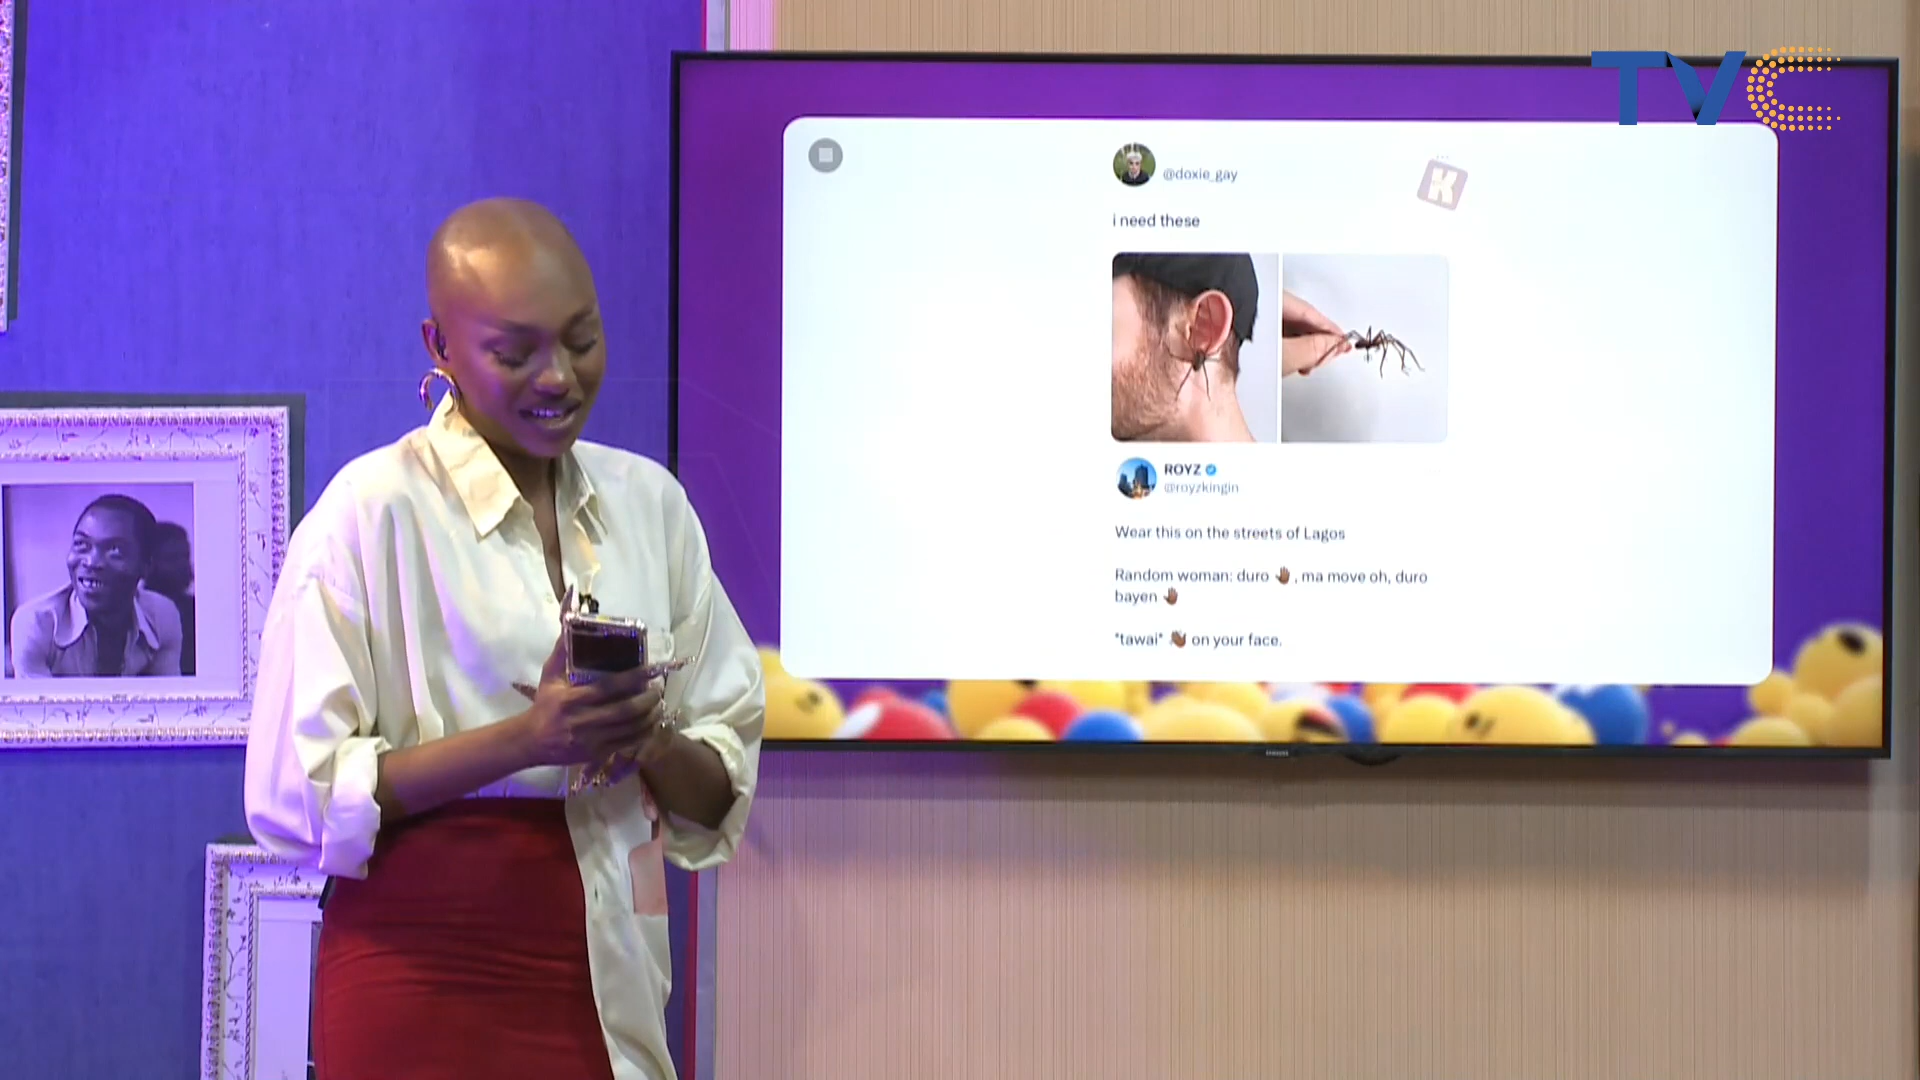 TVC
@doxie_gay
K
i need these
ROYZ
@royzkingin
Wear this on the streets of Lagos
Random woman: duro 🤚🏾, ma move oh, duro
bayen 🤚🏾
*tawai* 👋🏾 on your face.
SAMSUNG